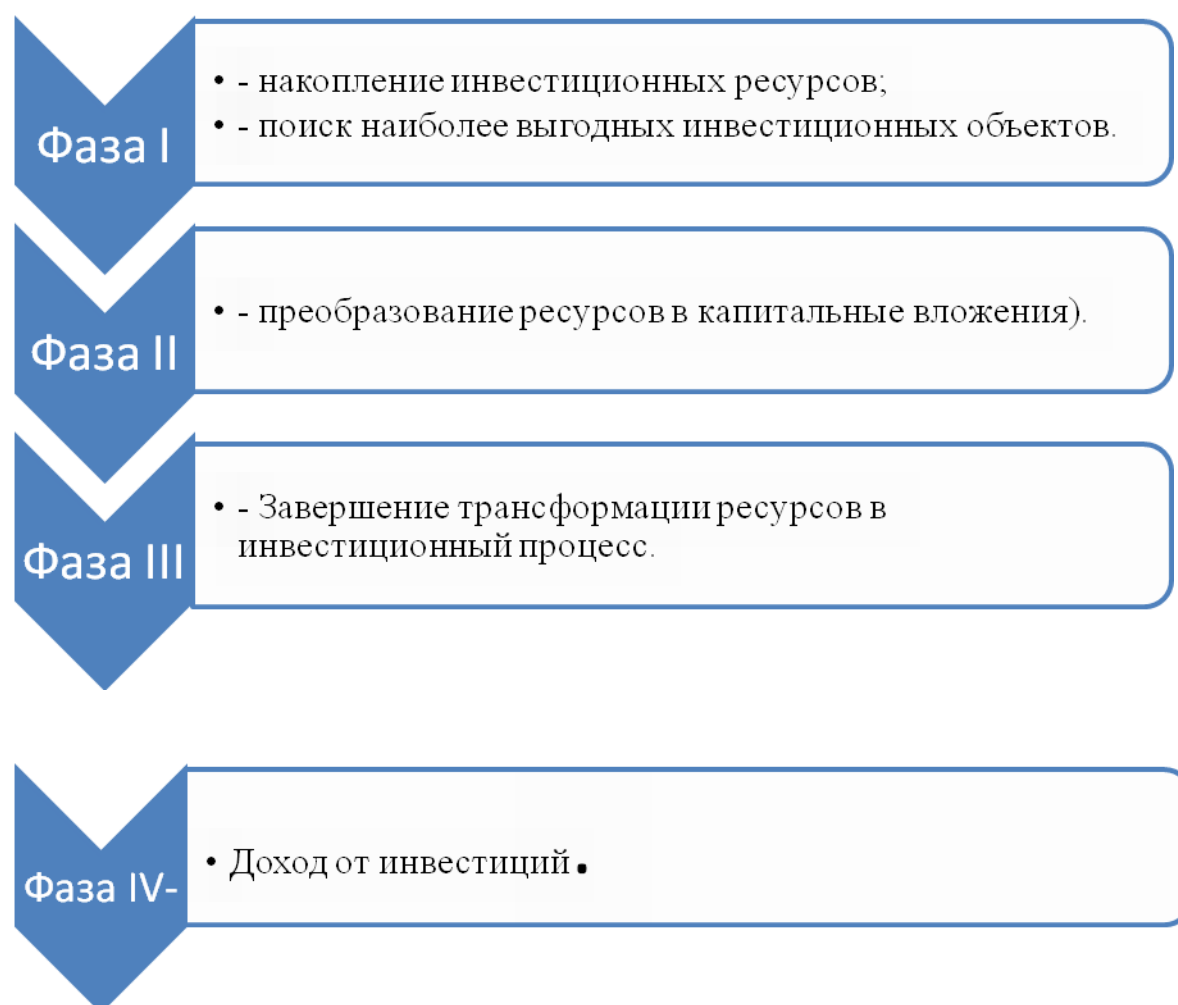 Фаза I
• - накопление инвестиционных ресурсов;
• - поиск наиболее выгодных инвестиционных объектов.
Фаза II
• - преобразование ресурсов в капитальные вложения).
Фаза III
• - Завершение трансформации ресурсов в
инвестиционный процесс.
Фаза IV-
• Доход от инвестиций.